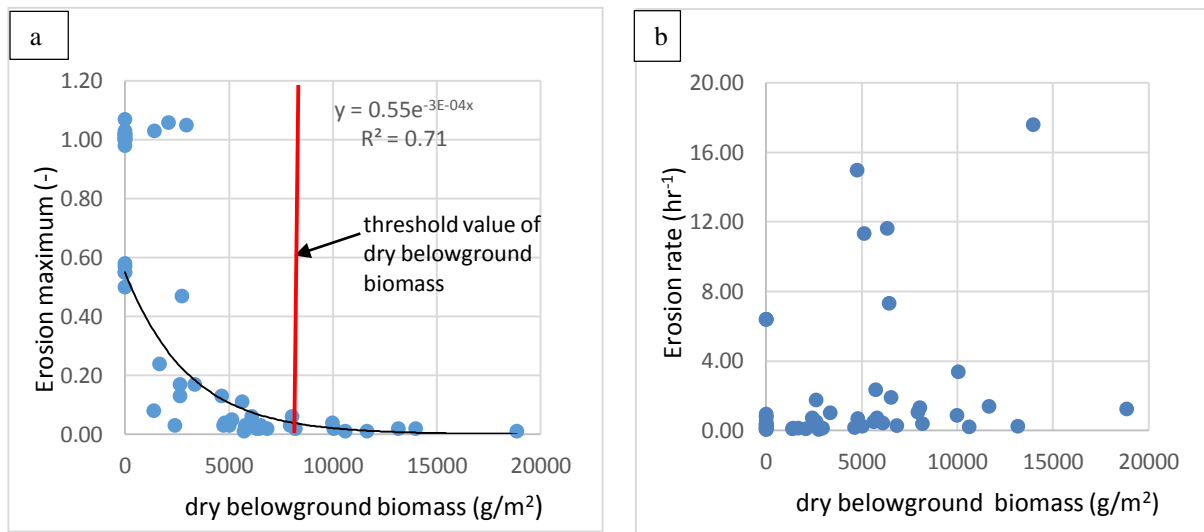 a
1.20
1.00
0.80
0.60
0.40
0.20
0.00
Erosion maximum (-)
y = 0.55e^-3E-04x
R² = 0.71
threshold value of
dry belowground
biomass
0 5000 10000 15000 20000
dry belowground biomass (g/m²)
b
20.00
16.00
12.00
8.00
4.00
0.00
Erosion rate (hr⁻¹)
0 5000 10000 15000 20000
dry belowground biomass (g/m²)